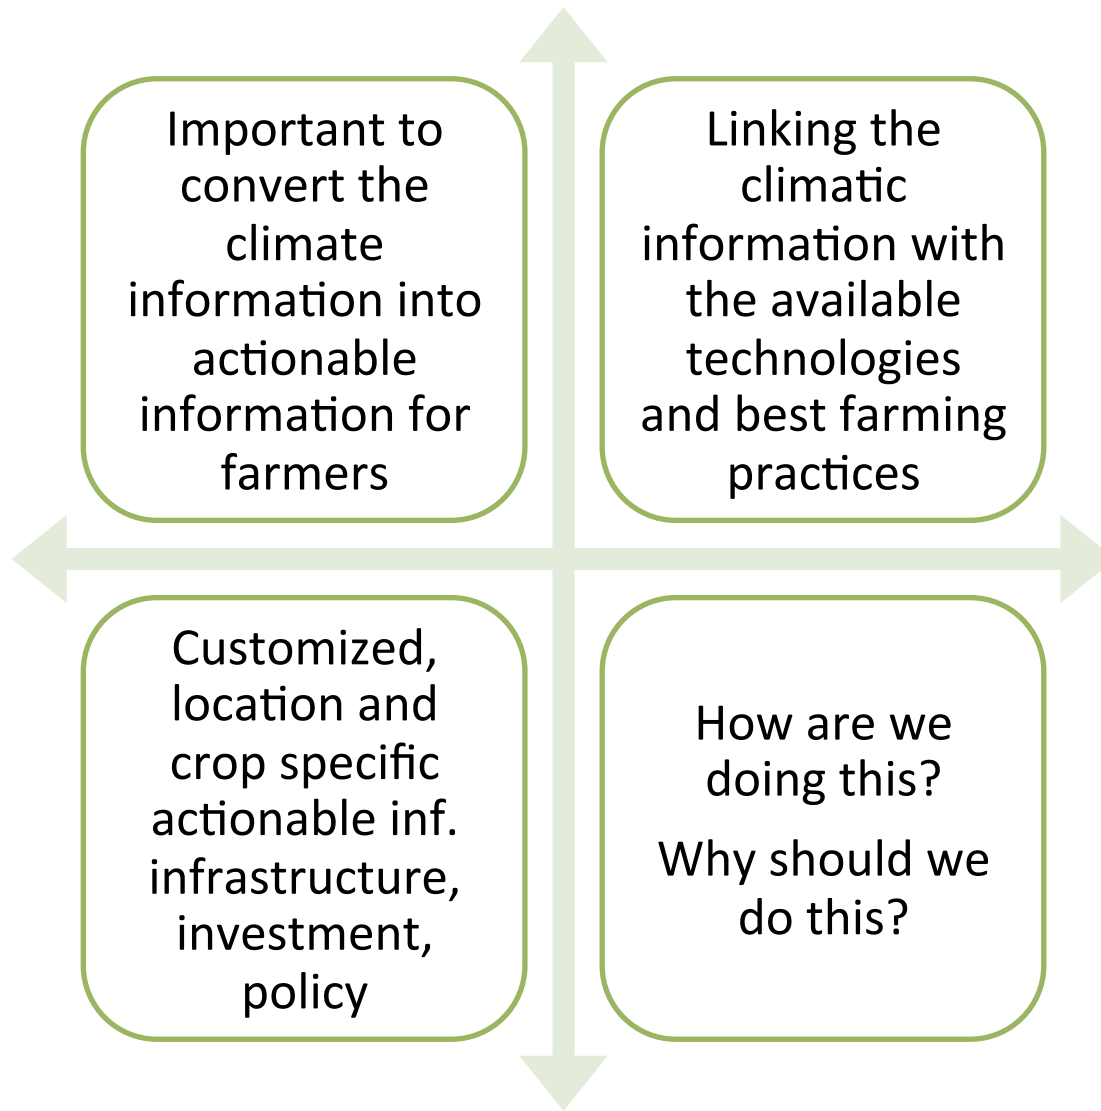 Important to
convert the
climate
information into
actionable
information for
farmers
Linking the
climatic
information with
the available
technologies
and best farming
practices
Customized,
location and
crop specific
actionable inf.
infrastructure,
investment,
policy
How are we
doing this?
Why should we
do this?